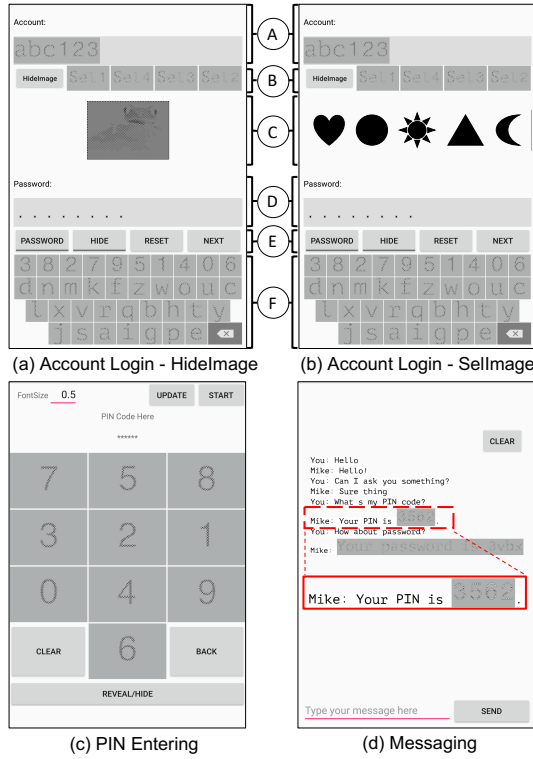 Account:
abc123
HideImage Sel1 Sel4 Sel3 Sel2
Password:
. . . . . . . .
PASSWORD HIDE RESET NEXT
3 8 2 7 9 5 1 4 0 6
d n m k f z w o u c
l x v r q b h t y
j s a i g p e
(a) Account Login - HideImage
A
B
C
D
E
F
Account:
abc123
HideImage Sel1 Sel4 Sel3 Sel2
Password:
. . . . . . . .
PASSWORD HIDE RESET NEXT
3 8 2 7 9 5 1 4 0 6
d n m k f z w o u c
l x v r q b h t y
j s a i g p e
(b) Account Login - SelImage
FontSize 0.5 UPDATE START
PIN Code Here
******
7 5 8
3 2 1
0 4 9
CLEAR 6 BACK
REVEAL/HIDE
(c) PIN Entering
CLEAR
You: Hello
Mike: Hello!
You: Can I ask you something?
Mike: Sure thing
You: What s my PIN code?
Mike: Your PIN is 3562.
You: How about password?
Mike: Your password is 3vbx
Mike: Your PIN is 3562.
Type your message here SEND
(d) Messaging